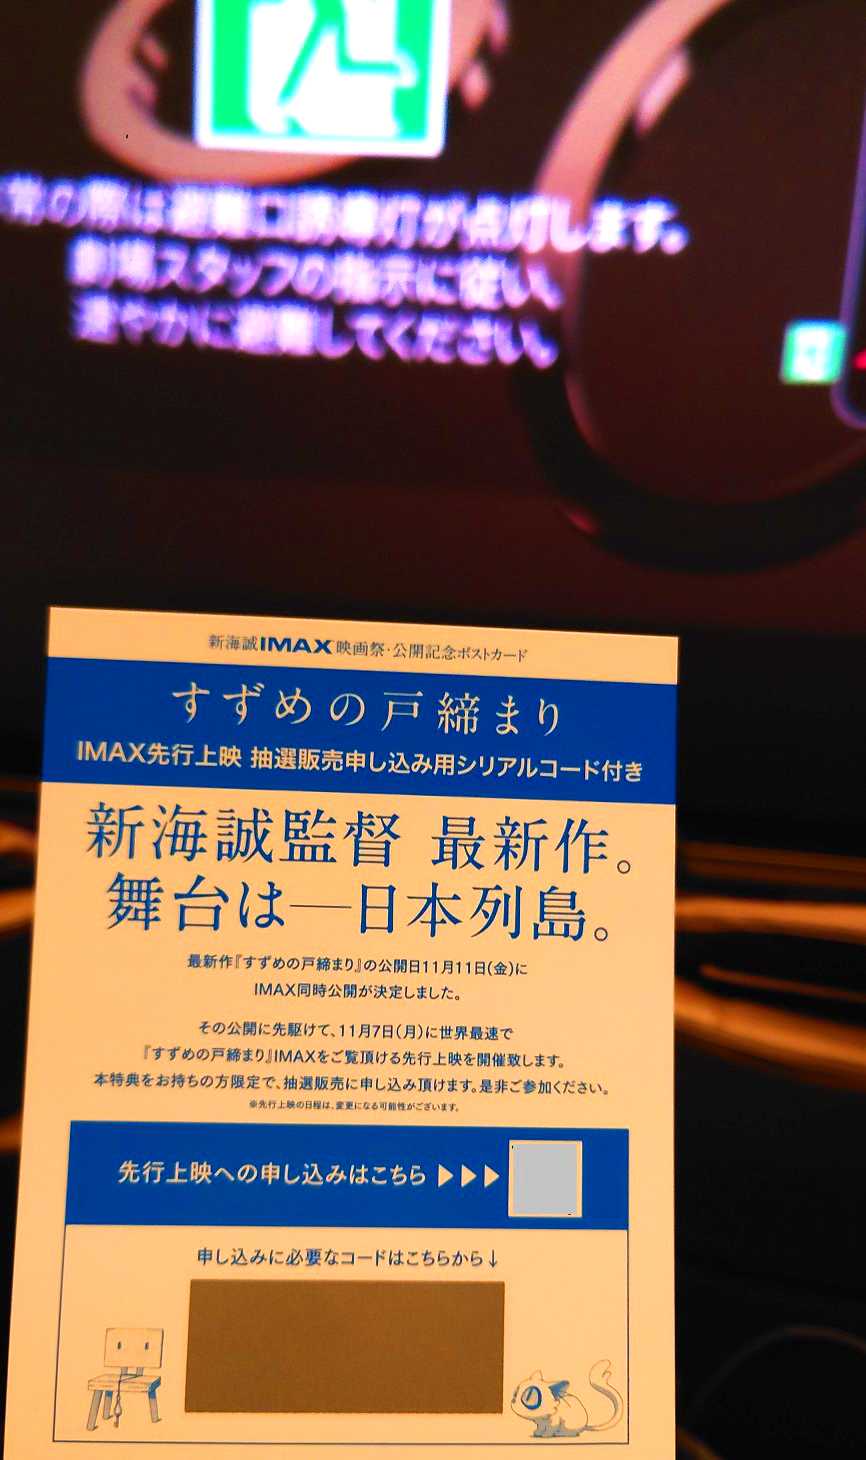 常の際は避難口誘導灯が点灯します。
劇場スタッフの指示に従い、
速やかに避難してください。
新海誠IMAX映画祭・公開記念ポストカード
すずめの戸締まり
IMAX先行上映 抽選販売申し込み用シリアルコード付き
新海誠監督 最新作。
舞台は―日本列島。
最新作『すずめの戸締まり』の公開日11月11日(金)に
IMAX同時公開が決定しました。
その公開に先駆けて、11月7日(月)に世界最速で
『すずめの戸締まり』IMAXをご覧頂ける先行上映を開催致します。
本特典をお持ちの方限定で、抽選販売に申し込み頂けます。是非ご参加ください。
※先行上映の日程は、変更になる可能性がございます。
先行上映への申し込みはこちら▶▶▶
申し込みに必要なコードはこちらから↓